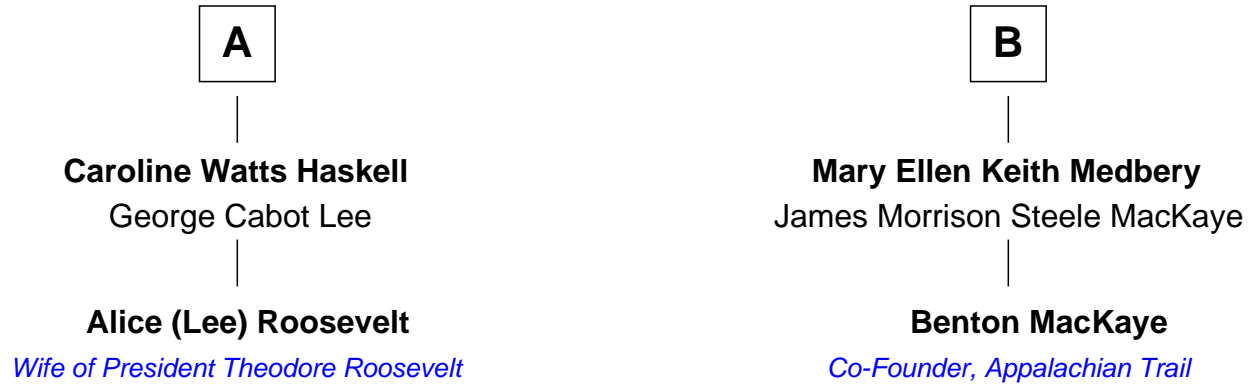 A
B
Caroline Watts Haskell
George Cabot Lee
Mary Ellen Keith Medbery
James Morrison Steele MacKaye
Alice (Lee) Roosevelt
Wife of President Theodore Roosevelt
Benton MacKaye
Co-Founder, Appalachian Trail